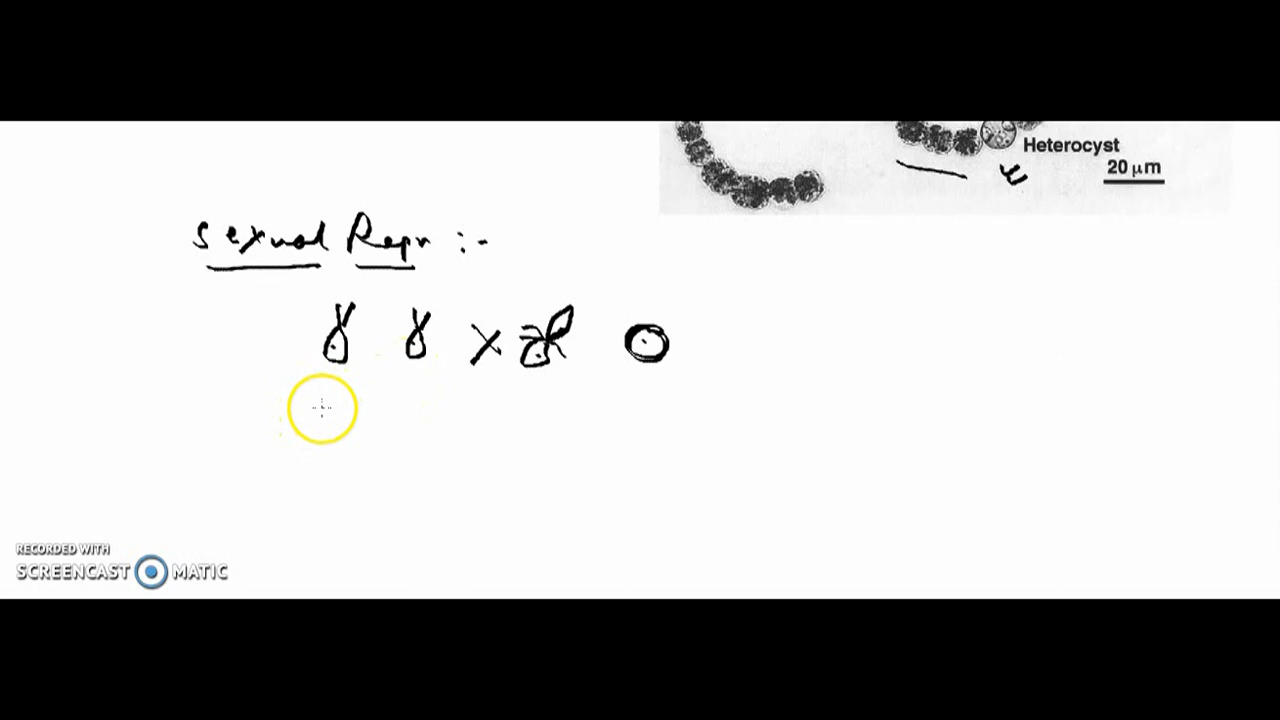 Heterocyst
20 μm
Sexual Repr :-
RECORDED WITH
SCREENCAST MATIC